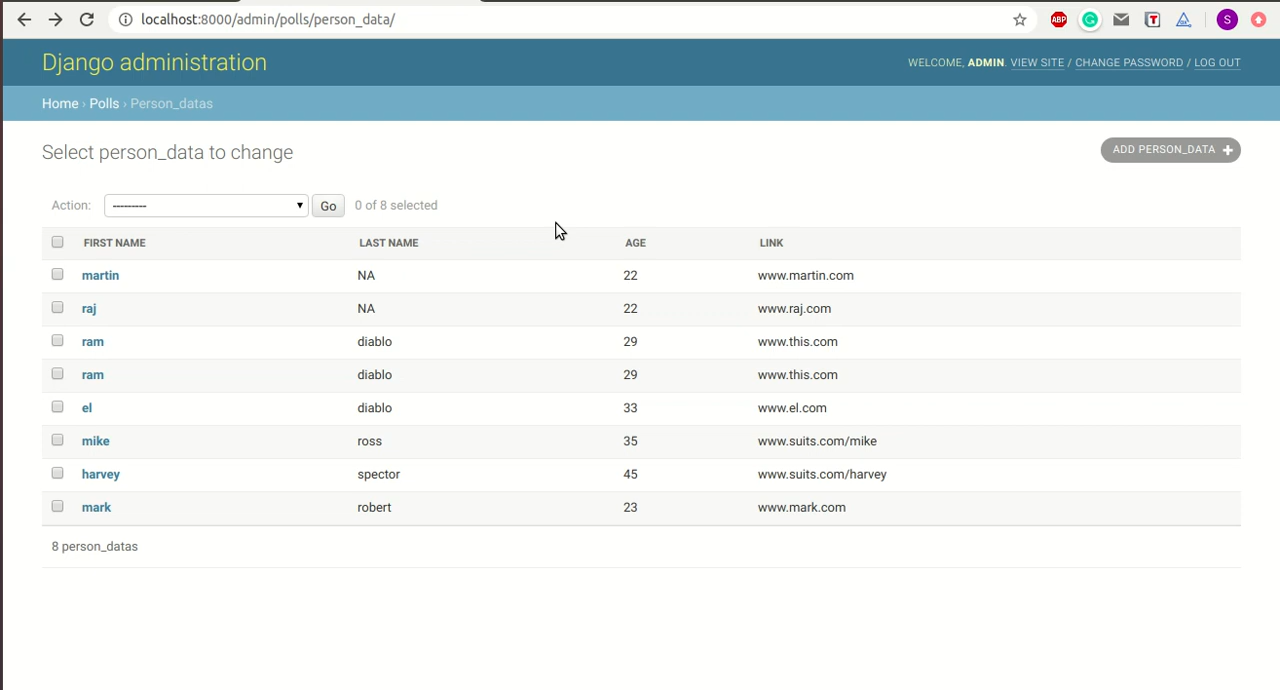 localhost:8000/admin/polls/person_data/
ABP
G
T
S
Django administration
WELCOME, ADMIN. VIEW SITE / CHANGE PASSWORD / LOG OUT
Home › Polls › Person_datas
Select person_data to change
ADD PERSON_DATA +
Action: --------- Go 0 of 8 selected
FIRST NAME LAST NAME AGE LINK
martin NA 22 www.martin.com
raj NA 22 www.raj.com
ram diablo 29 www.this.com
ram diablo 29 www.this.com
el diablo 33 www.el.com
mike ross 35 www.suits.com/mike
harvey spector 45 www.suits.com/harvey
mark robert 23 www.mark.com
8 person_datas